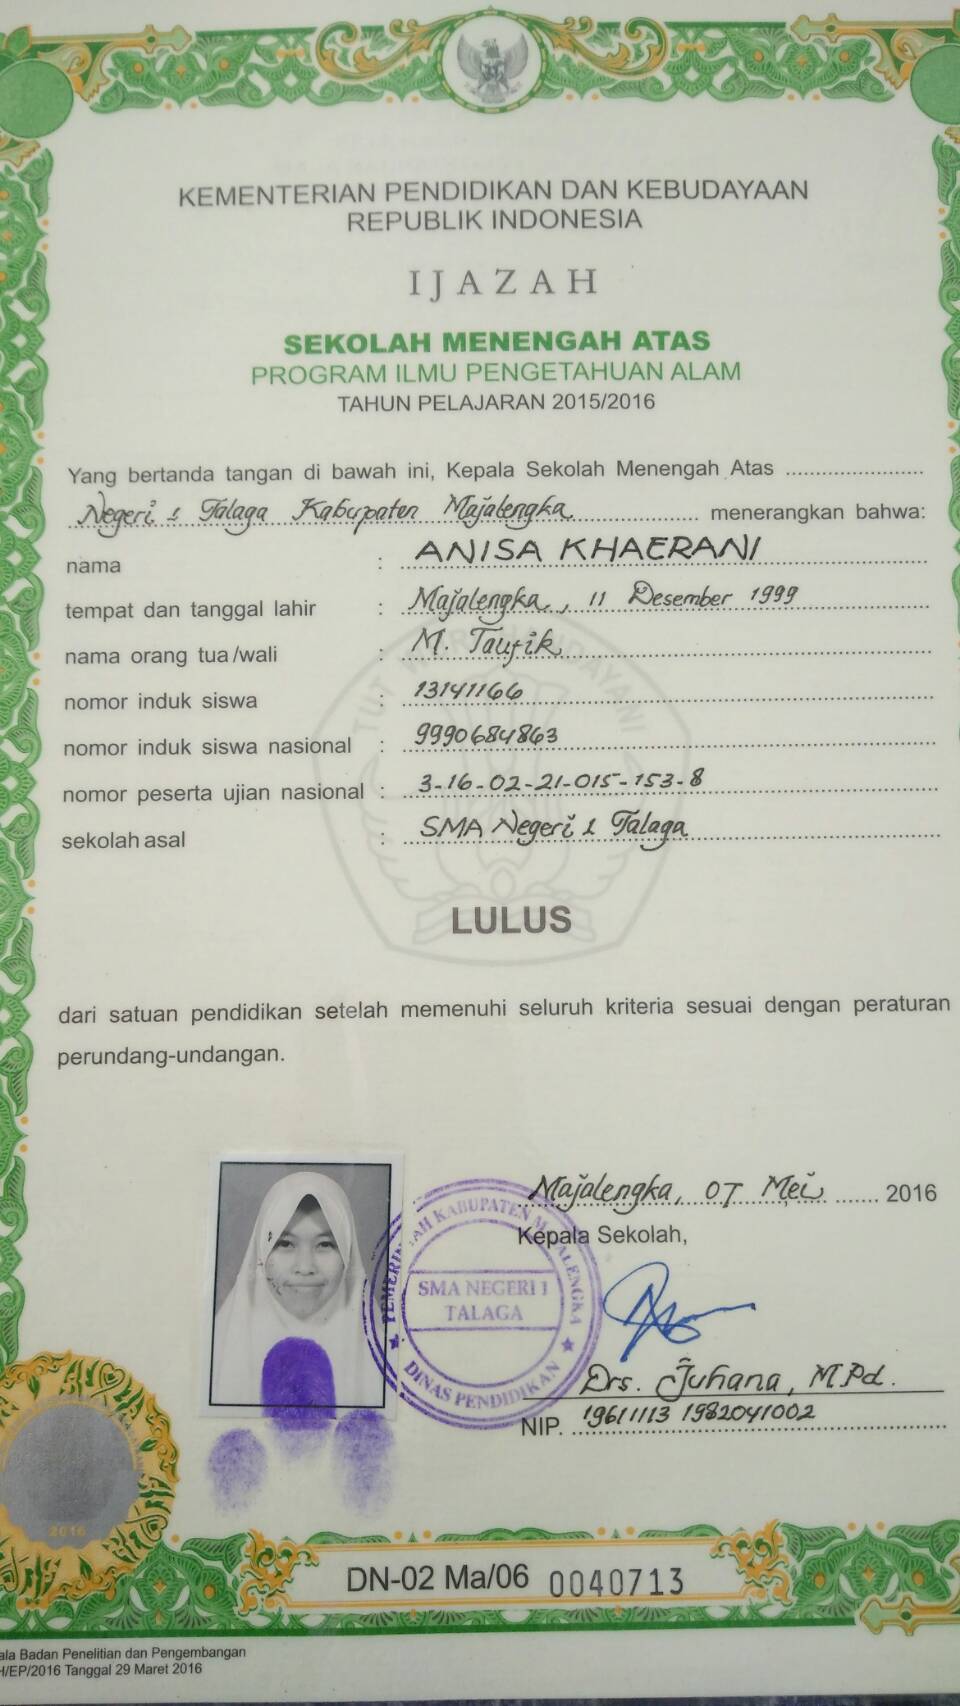 KEMENTERIAN PENDIDIKAN DAN KEBUDAYAAN
REPUBLIK INDONESIA
IJAZAH
SEKOLAH MENENGAH ATAS
PROGRAM ILMU PENGETAHUAN ALAM
TAHUN PELAJARAN 2015/2016
Yang bertanda tangan di bawah ini, Kepala Sekolah Menengah Atas ......................
Negeri 1 Talaga Kabupaten Majalengka menerangkan bahwa:
nama : ANISA KHAERANI
tempat dan tanggal lahir : Majalengka, 11 Desember 1999
nama orang tua/wali : M. Taufik
nomor induk siswa : 13141166
nomor induk siswa nasional : 9990684863
nomor peserta ujian nasional : 3-16-02-21-015-153-8
sekolah asal : SMA Negeri 1 Talaga
TUT WURI HANDAYANI
LULUS
dari satuan pendidikan setelah memenuhi seluruh kriteria sesuai dengan peraturan
perundang-undangan.
Majalengka, 07 Mei ...... 2016
Kepala Sekolah,
PEMERINTAH KABUPATEN MAJALENGKA
SMA NEGERI 1
TALAGA
DINAS PENDIDIKAN
Drs. Juhana, M.Pd.
NIP. 19611113 1982041002
2016
DN-02 Ma/06 0040713
ala Badan Penelitian dan Pengembangan
H/EP/2016 Tanggal 29 Maret 2016